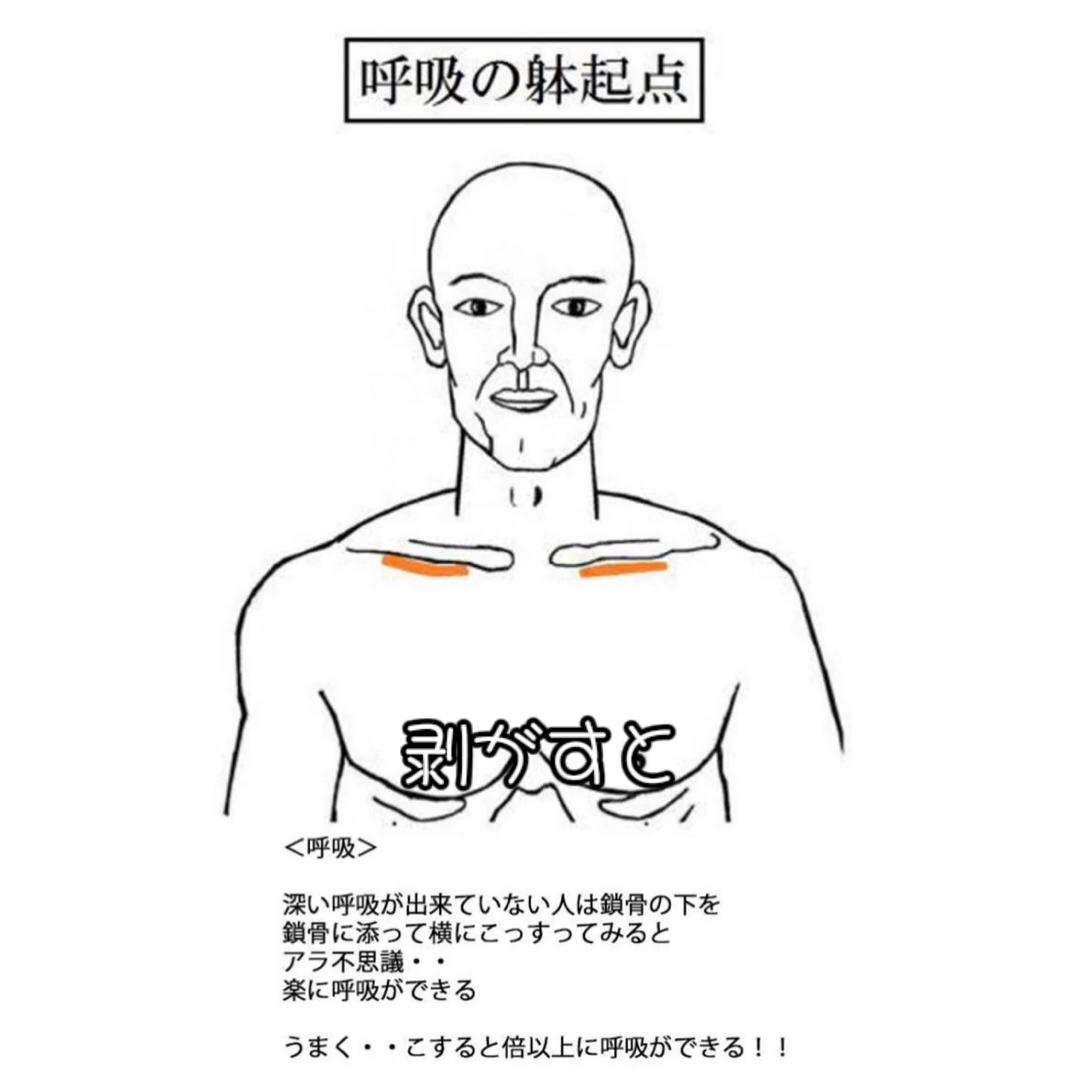 呼吸の躰起点
剥がすと
＜呼吸＞
深い呼吸が出来ていない人は鎖骨の下を
鎖骨に添って横にこっすってみると
アラ不思議・・
楽に呼吸ができる
うまく・・こすると倍以上に呼吸ができる！！